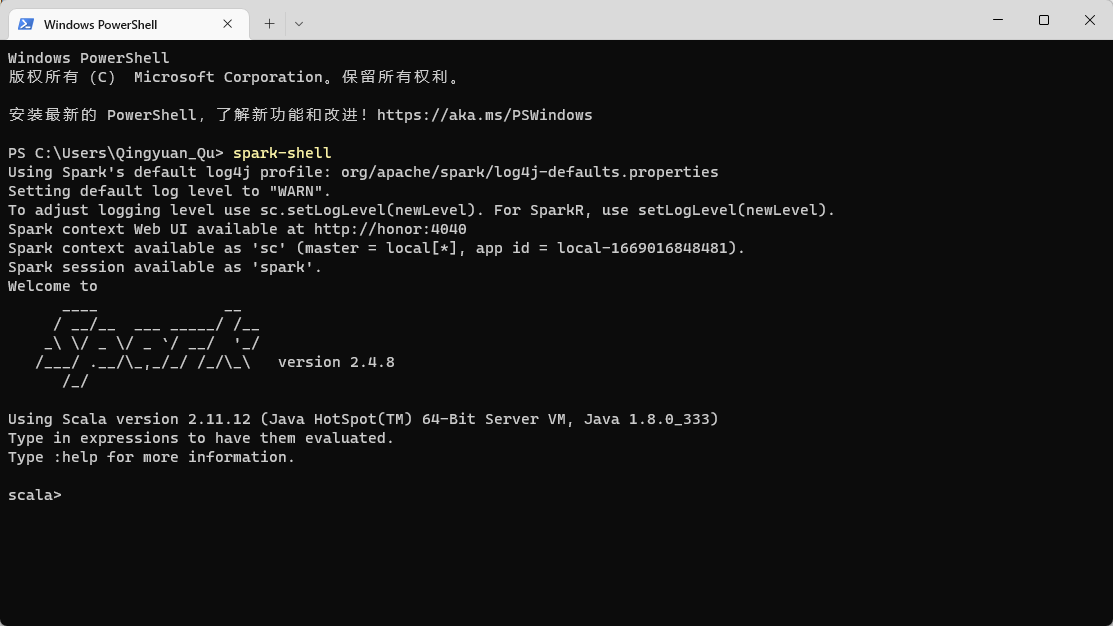 Windows PowerShell
Windows PowerShell
版权所有 (C)  Microsoft Corporation。保留所有权利。
安装最新的 PowerShell，了解新功能和改进！https://aka.ms/PSWindows
PS C:\Users\Qingyuan_Qu> spark-shell
Using Spark's default log4j profile: org/apache/spark/log4j-defaults.properties
Setting default log level to "WARN".
To adjust logging level use sc.setLogLevel(newLevel). For SparkR, use setLogLevel(newLevel).
Spark context Web UI available at http://honor:4040
Spark context available as 'sc' (master = local[*], app id = local-1669016848481).
Spark session available as 'spark'.
Welcome to
      ____              __
     / __/__  ___ _____/ /__
    _\ \/ _ \/ _ `/ __/  '_/
   /___/ .__/\_,_/_/ /_/\_\   version 2.4.8
      /_/
Using Scala version 2.11.12 (Java HotSpot(TM) 64-Bit Server VM, Java 1.8.0_333)
Type in expressions to have them evaluated.
Type :help for more information.
scala>